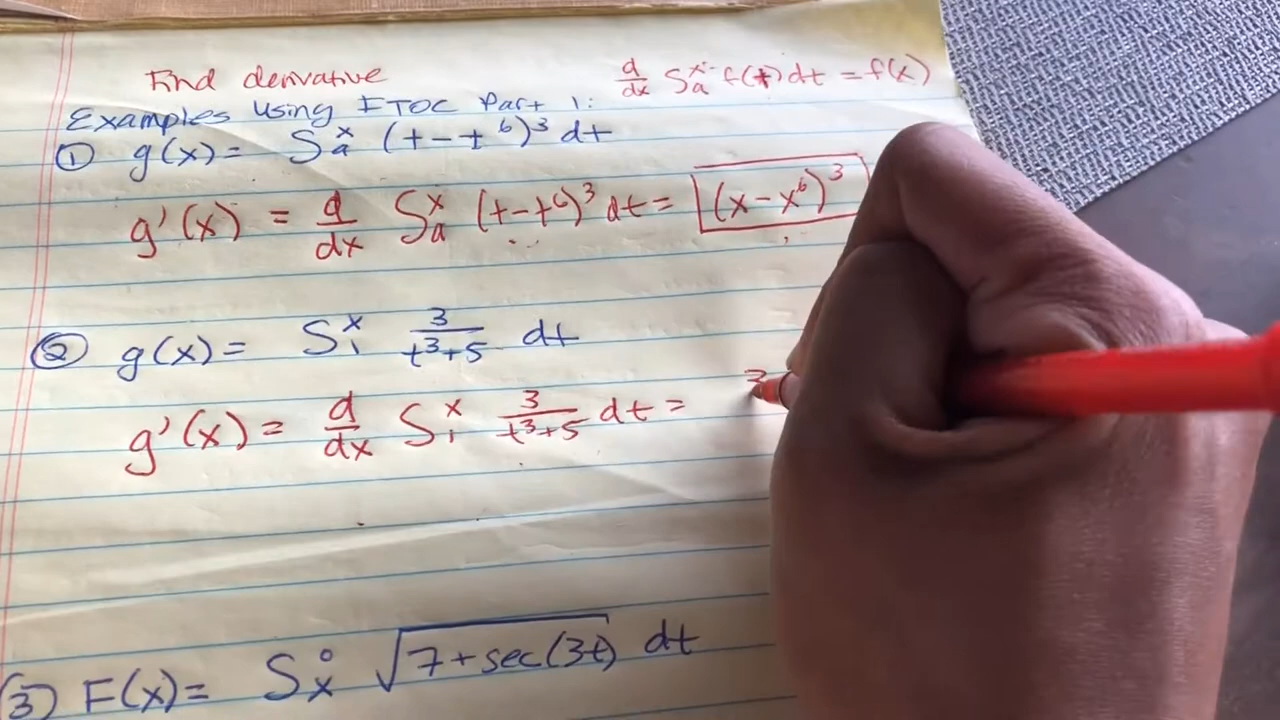 Find derivative
d/dx ∫ₐˣ f(t) dt = f(x)
Examples Using FTOC Part 1:
① g(x) = ∫ₐˣ (t-t⁶)³ dt
g'(x) = d/dx ∫ₐˣ (t-t⁶)³ dt = (x-x⁶)³
② g(x) = ∫₁ˣ 3/(t³+5) dt
g'(x) = d/dx ∫₁ˣ 3/(t³+5) dt = 3
③ F(x) = ∫ₓ⁰ √(7+sec(3t)) dt